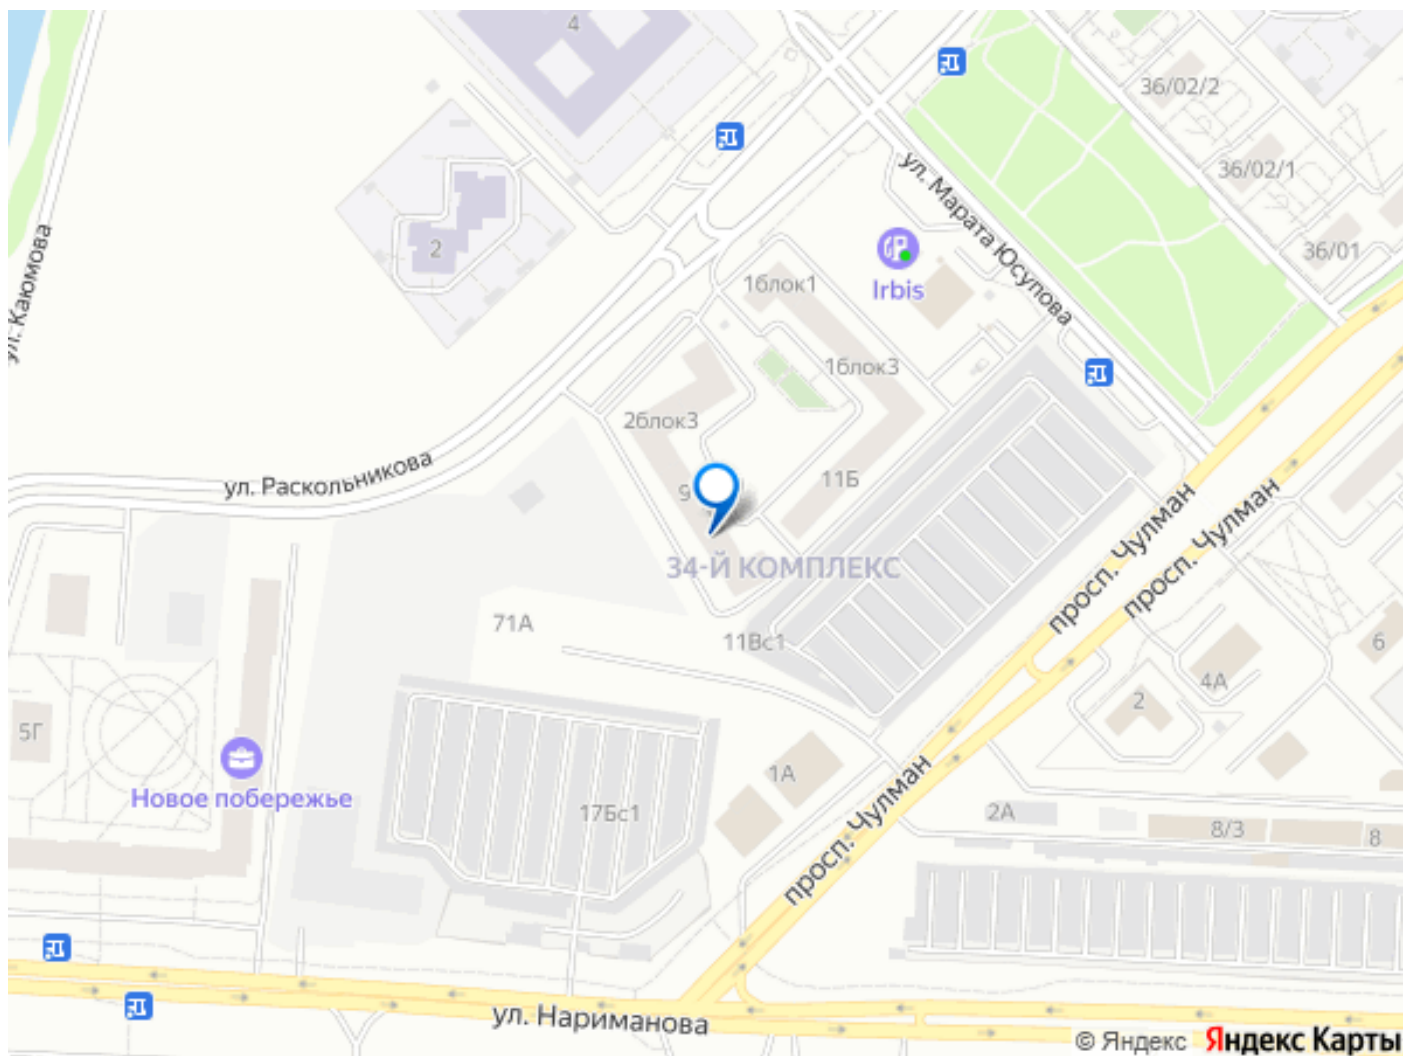 4
36/02/2
ул. Марата Юсупова
36/02/1
2
36/01
ул. Каюмова
1блок1
Irbis
1блок3
2блок3
ул. Раскольникова
11Б
9
34-Й КОМПЛЕКС
просп. Чулман
просп. Чулман
71А
11Вс1
6
4А
2
5Г
Новое побережье
1А
17Бс1
просп. Чулман
2А
8/3
8
ул. Нариманова
© Яндекс Яндекс Карты